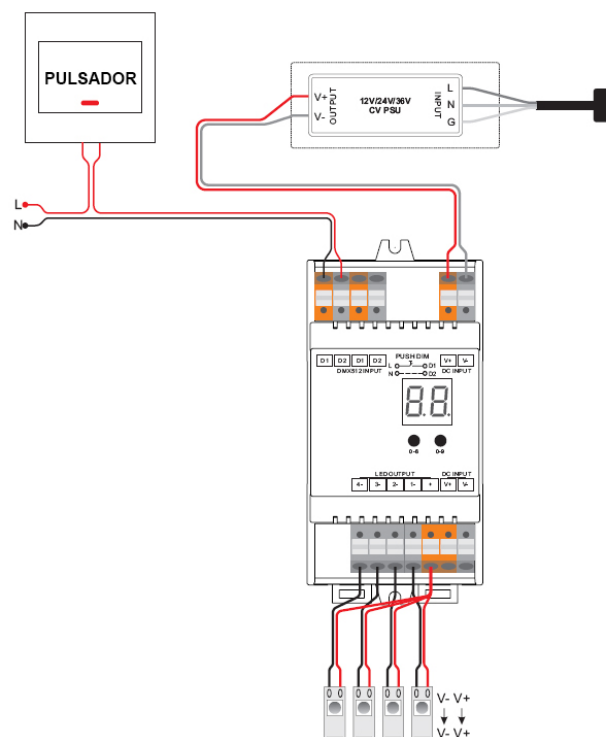 PULSADOR
V+
V-
OUTPUT
12V/24V/36V
CV PSU
INPUT
L
N
G
L
N
D1 D2 D1 D2
DMX512 INPUT
PUSH DIM
L D1
N D2
V+ V-
DC INPUT
88
0-8 0-9
LED OUTPUT
DC INPUT
4- 3- 2- 1- + V+ V-
V- V+
V- V+